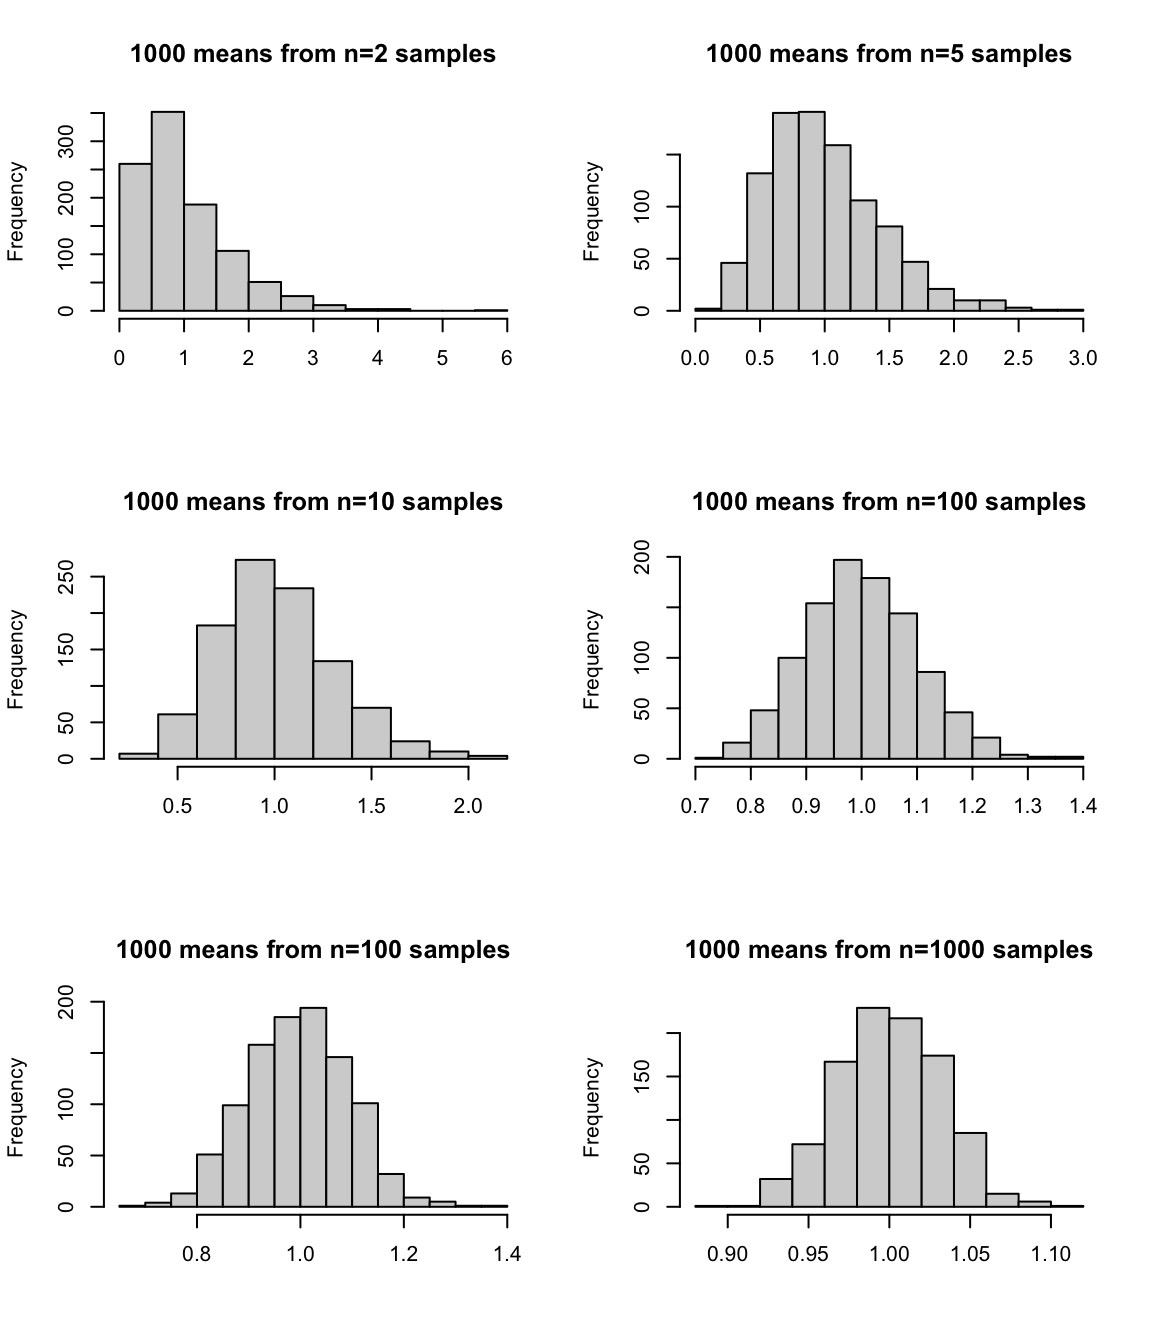 1000 means from n=2 samples
Frequency
0 100 200 300
0 1 2 3 4 5 6
1000 means from n=5 samples
Frequency
0 50 100
0.0 0.5 1.0 1.5 2.0 2.5 3.0
1000 means from n=10 samples
Frequency
0 50 150 250
0.5 1.0 1.5 2.0
1000 means from n=100 samples
Frequency
0 50 100 200
0.7 0.8 0.9 1.0 1.1 1.2 1.3 1.4
1000 means from n=100 samples
Frequency
0 50 100 200
0.8 1.0 1.2 1.4
1000 means from n=1000 samples
Frequency
0 50 150
0.90 0.95 1.00 1.05 1.10